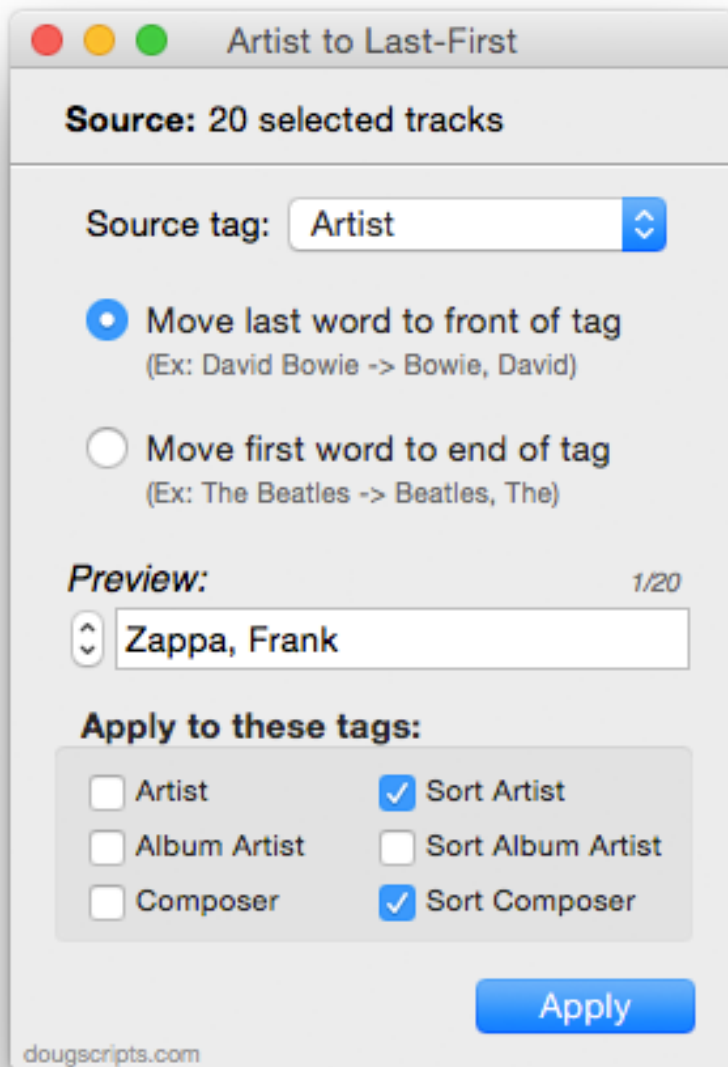 Artist to Last-First
Source: 20 selected tracks
Source tag: Artist
Move last word to front of tag
(Ex: David Bowie -> Bowie, David)
Move first word to end of tag
(Ex: The Beatles -> Beatles, The)
Preview: 1/20
Zappa, Frank
Apply to these tags:
Artist Sort Artist
Album Artist Sort Album Artist
Composer Sort Composer
Apply
dougscripts.com